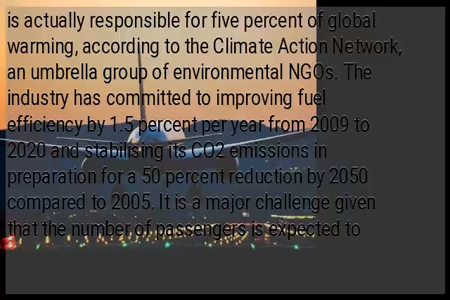 is actually responsible for five percent of global
warming, according to the Climate Action Network,
an umbrella group of environmental NGOs. The
industry has committed to improving fuel
efficiency by 1.5 percent per year from 2009 to
2020 and stabilising its CO2 emissions in
preparation for a 50 percent reduction by 2050
compared to 2005. It is a major challenge given
that the number of passengers is expected to